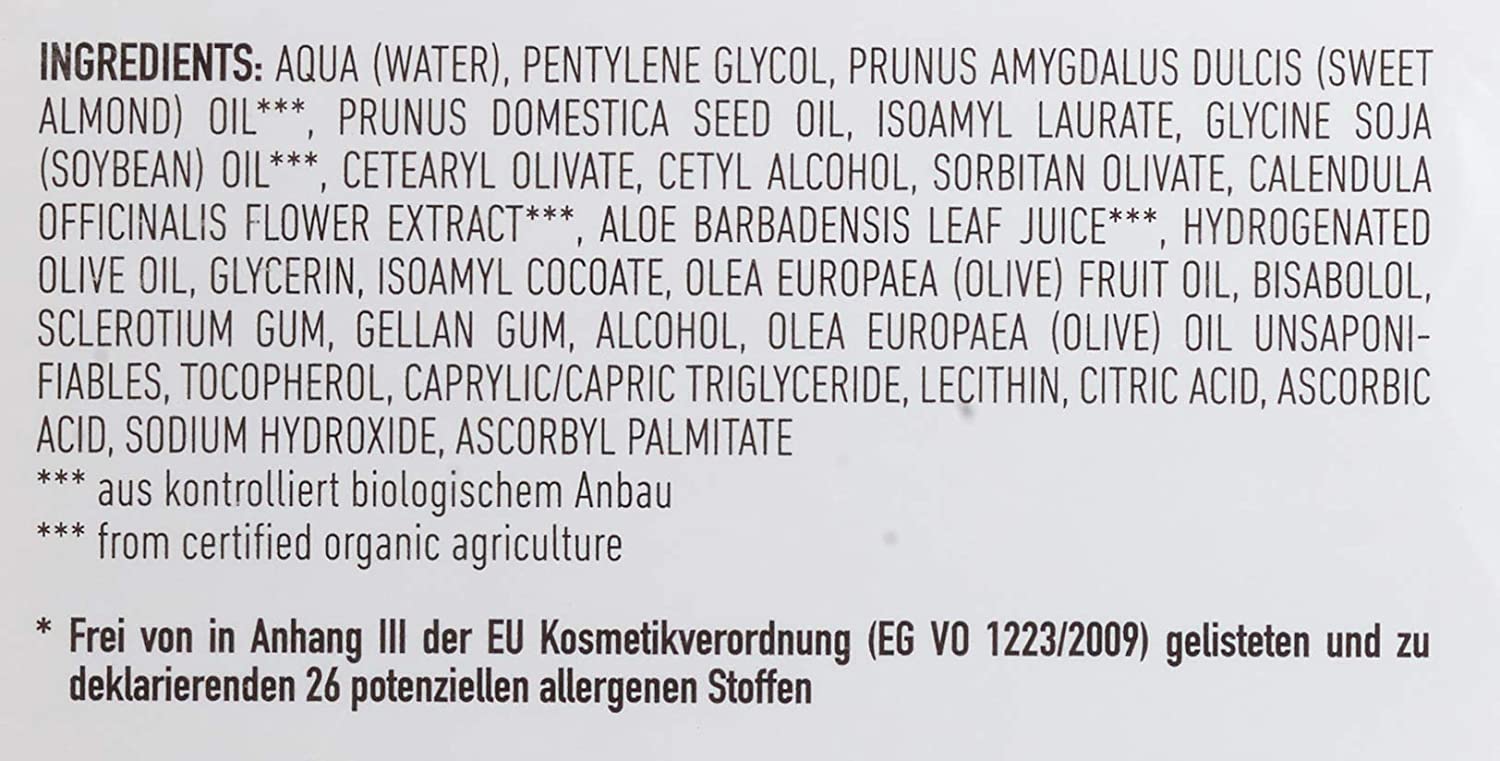 INGREDIENTS: AQUA (WATER), PENTYLENE GLYCOL, PRUNUS AMYGDALUS DULCIS (SWEET
ALMOND) OIL***, PRUNUS DOMESTICA SEED OIL, ISOAMYL LAURATE, GLYCINE SOJA
(SOYBEAN) OIL***, CETEARYL OLIVATE, CETYL ALCOHOL, SORBITAN OLIVATE, CALENDULA
OFFICINALIS FLOWER EXTRACT***, ALOE BARBADENSIS LEAF JUICE***, HYDROGENATED
OLIVE OIL, GLYCERIN, ISOAMYL COCOATE, OLEA EUROPAEA (OLIVE) FRUIT OIL, BISABOLOL,
SCLEROTIUM GUM, GELLAN GUM, ALCOHOL, OLEA EUROPAEA (OLIVE) OIL UNSAPONI-
FIABLES, TOCOPHEROL, CAPRYLIC/CAPRIC TRIGLYCERIDE, LECITHIN, CITRIC ACID, ASCORBIC
ACID, SODIUM HYDROXIDE, ASCORBYL PALMITATE
*** aus kontrolliert biologischem Anbau
*** from certified organic agriculture
* Frei von in Anhang III der EU Kosmetikverordnung (EG VO 1223/2009) gelisteten und zu
deklarierenden 26 potenziellen allergenen Stoffen